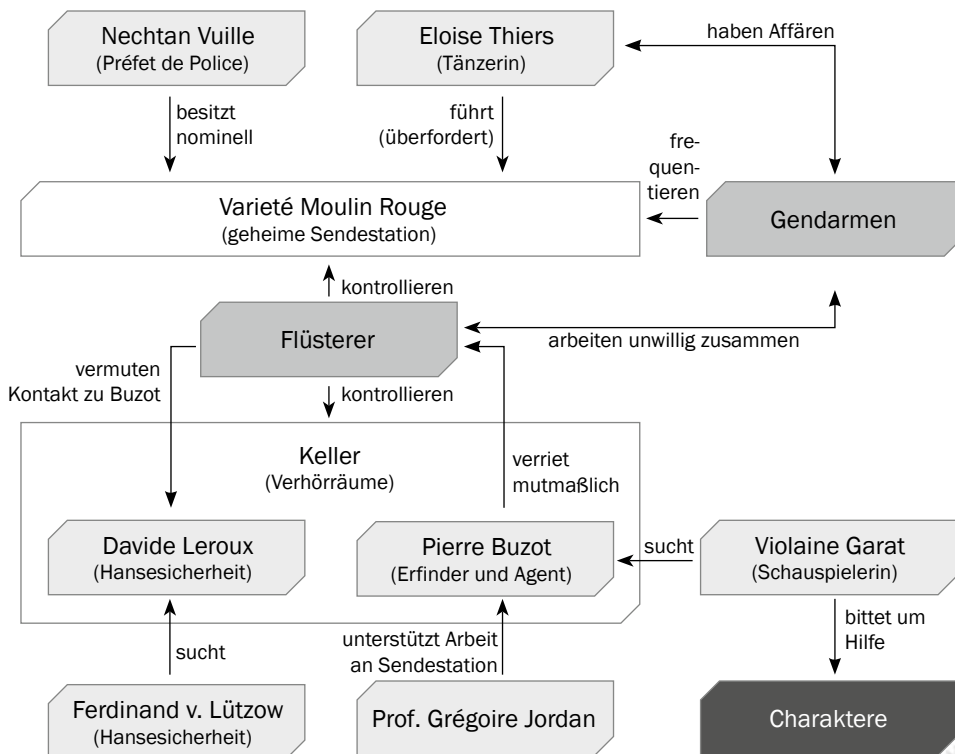 Nechtan Vuille
(Préfet de Police)
Eloise Thiers
(Tänzerin)
haben Affären
besitzt
nominell
führt
(überfordert)
fre-
quen-
tieren
Varieté Moulin Rouge
(geheime Sendestation)
Gendarmen
kontrollieren
Flüsterer
arbeiten unwillig zusammen
vermuten
Kontakt zu Buzot
kontrollieren
Keller
(Verhörräume)
verriet
mutmaßlich
Davide Leroux
(Hansesicherheit)
Pierre Buzot
(Erfinder und Agent)
sucht
Violaine Garat
(Schauspielerin)
sucht
unterstützt Arbeit
an Sendestation
bittet um
Hilfe
Ferdinand v. Lützow
(Hansesicherheit)
Prof. Grégoire Jordan
Charaktere